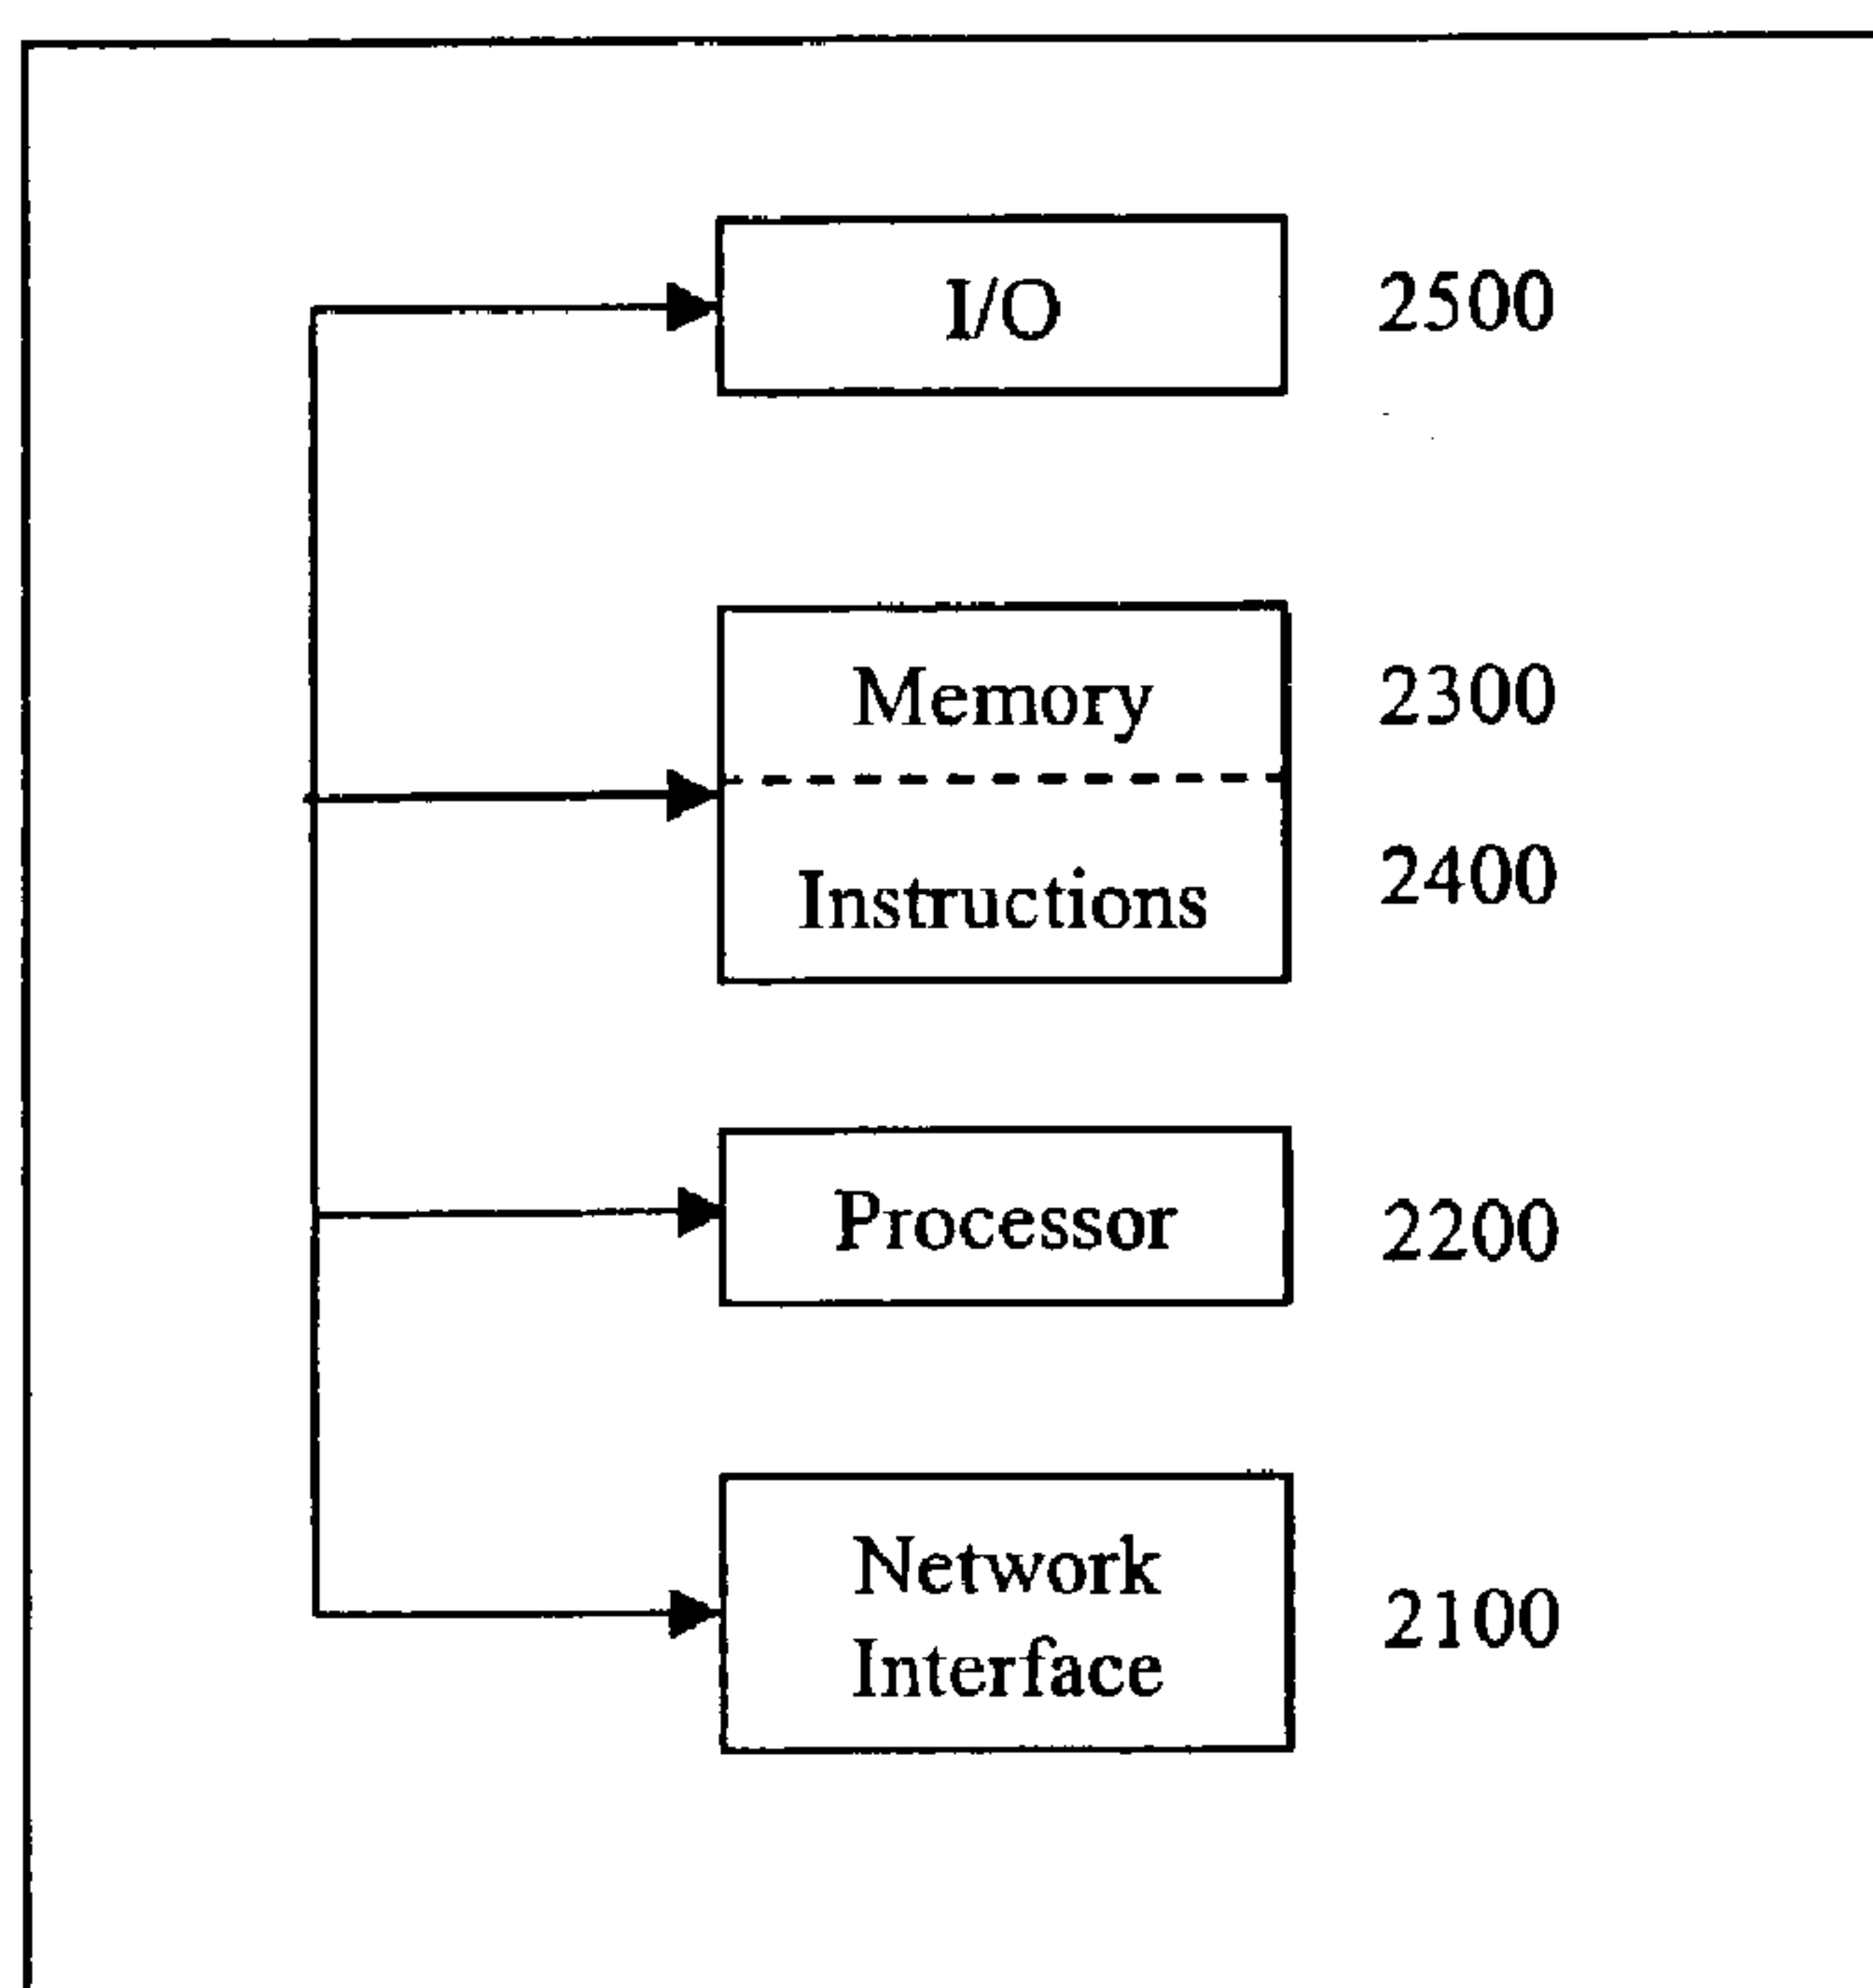 I/O 2500
Memory 2300
Instructions 2400
Processor 2200
Network
Interface 2100